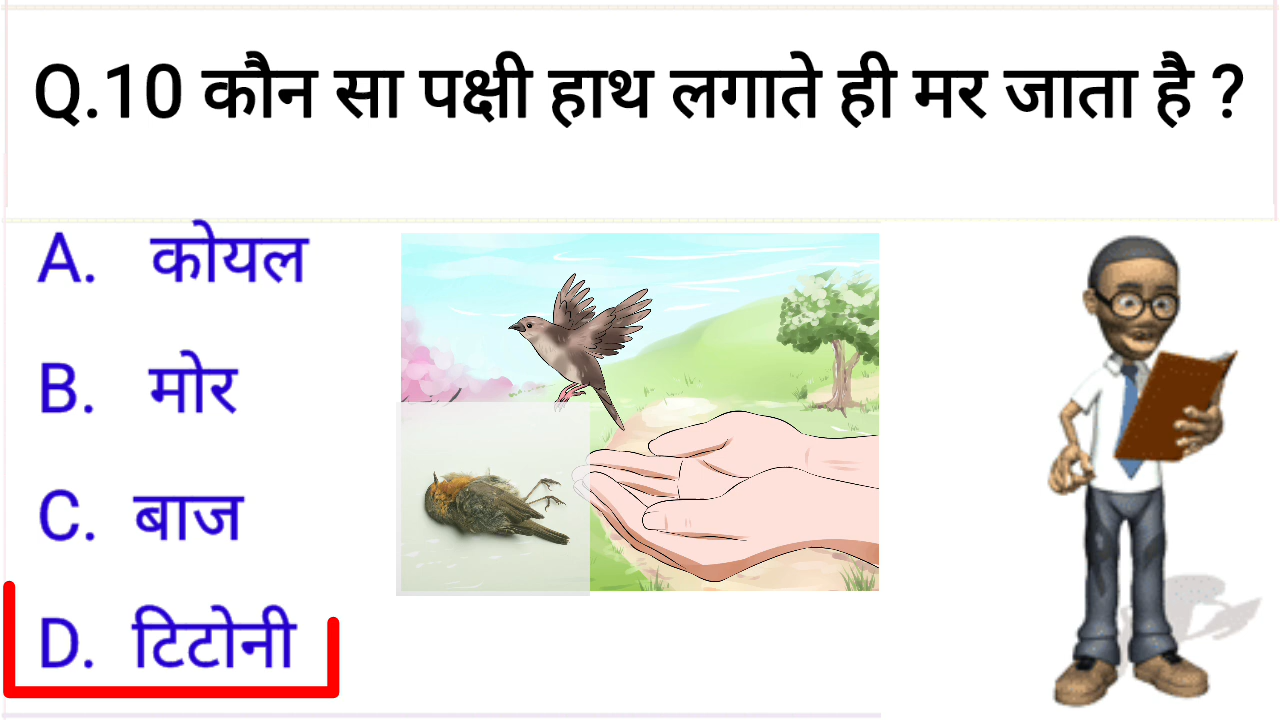 Q.10 कौन सा पक्षी हाथ लगाते ही मर जाता है ?
A. कोयल
B. मोर
C. बाज
D. टिटोनी